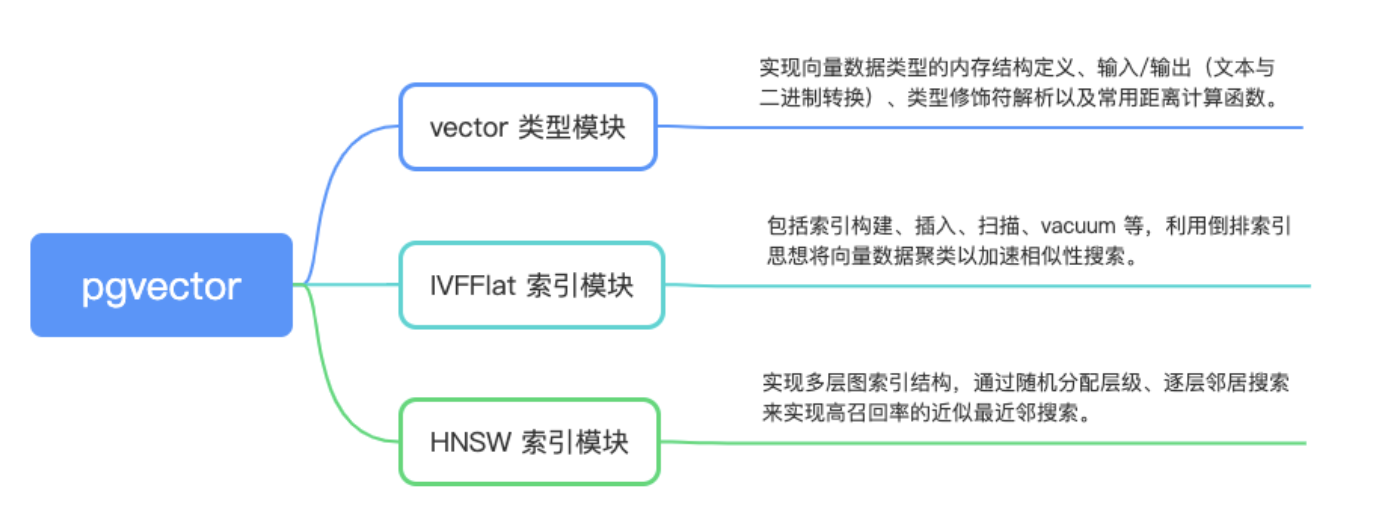 pgvector
vector 类型模块
实现向量数据类型的内存结构定义、输入/输出（文本与
二进制转换）、类型修饰符解析以及常用距离计算函数。
IVFFlat 索引模块
包括索引构建、插入、扫描、vacuum 等，利用倒排索引
思想将向量数据聚类以加速相似性搜索。
HNSW 索引模块
实现多层图索引结构，通过随机分配层级、逐层邻居搜索
来实现高召回率的近似最近邻搜索。